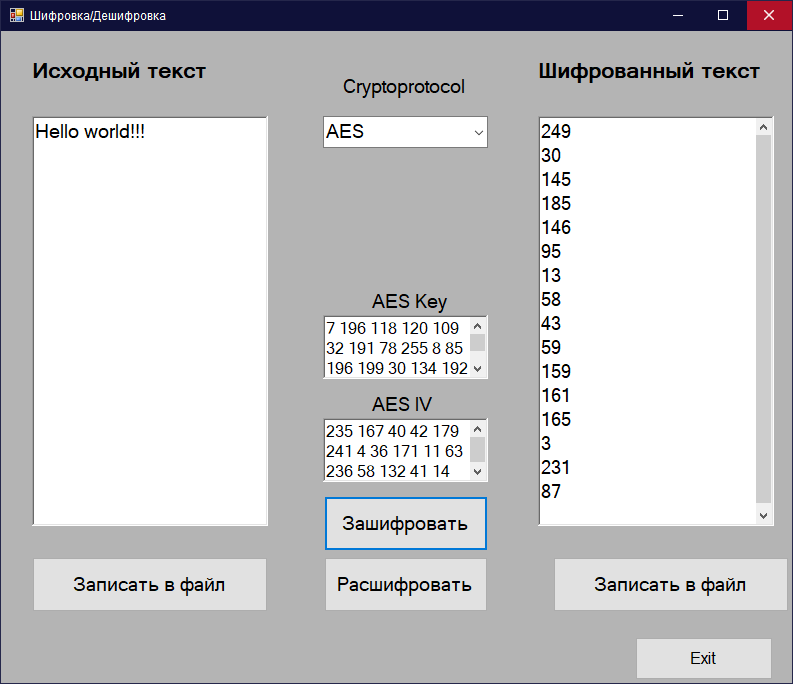 Шифровка/Дешифровка
Исходный текст
Hello world!!!
Записать в файл
Cryptoprotocol
AES
AES Key
7 196 118 120 109
32 191 78 255 8 85
196 199 30 134 192
AES IV
235 167 40 42 179
241 4 36 171 11 63
236 58 132 41 14
Зашифровать
Расшифровать
Шифрованный текст
249
30
145
185
146
95
13
58
43
59
159
161
165
3
231
87
Записать в файл
Exit